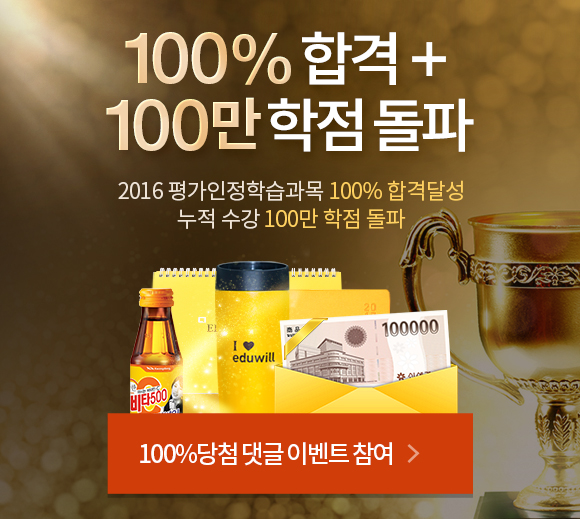 100% 합격 +
100만 학점 돌파
2016 평가인정학습과목 100% 합격달성
누적 수강 100만 학점 돌파
I ♥
eduwill
100000
비타500
100%당첨 댓글 이벤트 참여 >